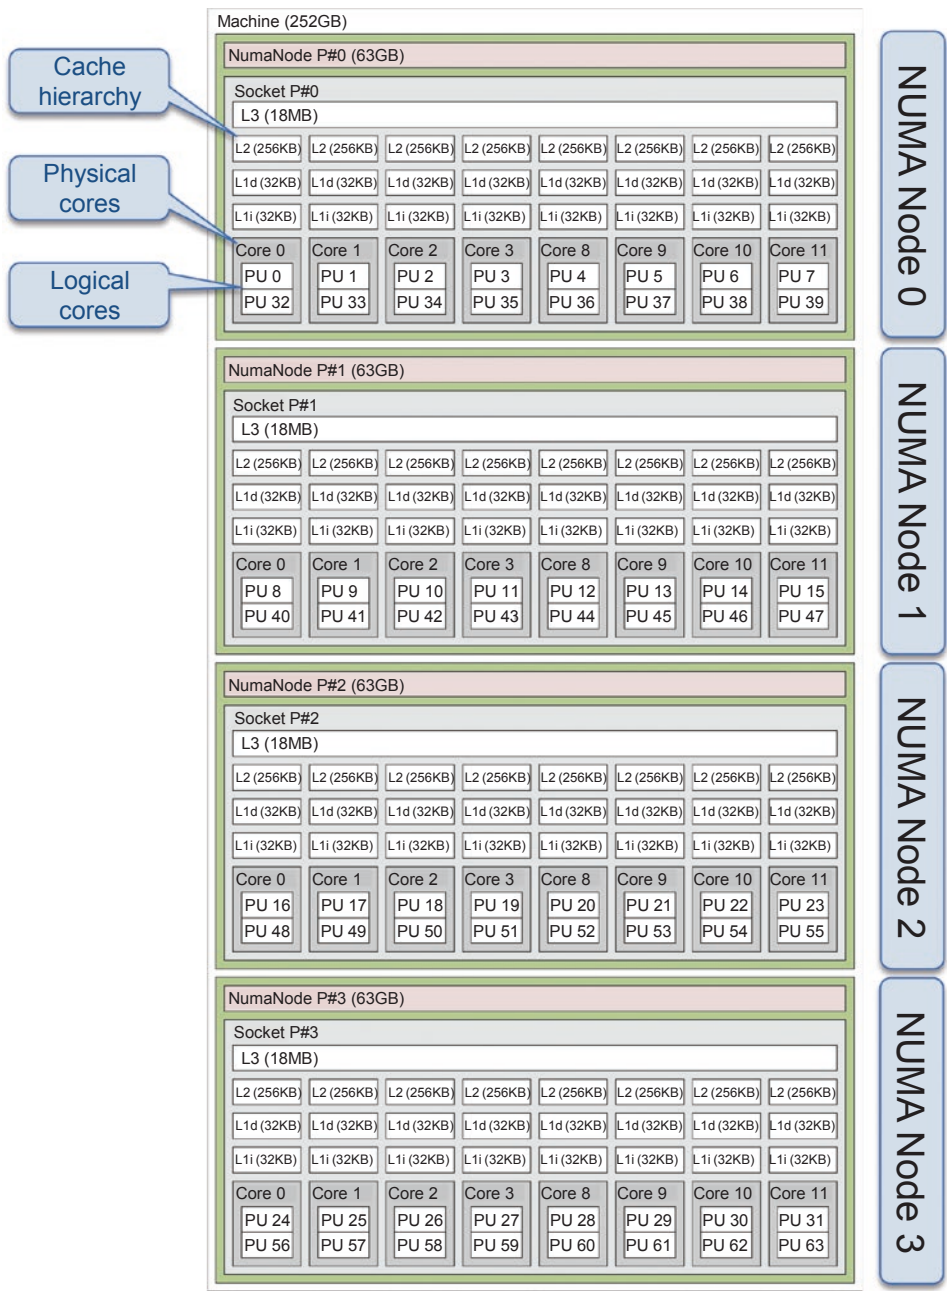 Machine (252GB)
Cache
hierarchy
Physical
cores
Logical
cores
NumaNode P#0 (63GB)
Socket P#0
L3 (18MB)
L2 (256KB) L2 (256KB) L2 (256KB) L2 (256KB) L2 (256KB) L2 (256KB) L2 (256KB) L2 (256KB)
L1d (32KB) L1d (32KB) L1d (32KB) L1d (32KB) L1d (32KB) L1d (32KB) L1d (32KB) L1d (32KB)
L1i (32KB) L1i (32KB) L1i (32KB) L1i (32KB) L1i (32KB) L1i (32KB) L1i (32KB) L1i (32KB)
Core 0 Core 1 Core 2 Core 3 Core 8 Core 9 Core 10 Core 11
PU 0 PU 1 PU 2 PU 3 PU 4 PU 5 PU 6 PU 7
PU 32 PU 33 PU 34 PU 35 PU 36 PU 37 PU 38 PU 39
NUMA Node 0
NumaNode P#1 (63GB)
Socket P#1
L3 (18MB)
L2 (256KB) L2 (256KB) L2 (256KB) L2 (256KB) L2 (256KB) L2 (256KB) L2 (256KB) L2 (256KB)
L1d (32KB) L1d (32KB) L1d (32KB) L1d (32KB) L1d (32KB) L1d (32KB) L1d (32KB) L1d (32KB)
L1i (32KB) L1i (32KB) L1i (32KB) L1i (32KB) L1i (32KB) L1i (32KB) L1i (32KB) L1i (32KB)
Core 0 Core 1 Core 2 Core 3 Core 8 Core 9 Core 10 Core 11
PU 8 PU 9 PU 10 PU 11 PU 12 PU 13 PU 14 PU 15
PU 40 PU 41 PU 42 PU 43 PU 44 PU 45 PU 46 PU 47
NUMA Node 1
NumaNode P#2 (63GB)
Socket P#2
L3 (18MB)
L2 (256KB) L2 (256KB) L2 (256KB) L2 (256KB) L2 (256KB) L2 (256KB) L2 (256KB) L2 (256KB)
L1d (32KB) L1d (32KB) L1d (32KB) L1d (32KB) L1d (32KB) L1d (32KB) L1d (32KB) L1d (32KB)
L1i (32KB) L1i (32KB) L1i (32KB) L1i (32KB) L1i (32KB) L1i (32KB) L1i (32KB) L1i (32KB)
Core 0 Core 1 Core 2 Core 3 Core 8 Core 9 Core 10 Core 11
PU 16 PU 17 PU 18 PU 19 PU 20 PU 21 PU 22 PU 23
PU 48 PU 49 PU 50 PU 51 PU 52 PU 53 PU 54 PU 55
NUMA Node 2
NumaNode P#3 (63GB)
Socket P#3
L3 (18MB)
L2 (256KB) L2 (256KB) L2 (256KB) L2 (256KB) L2 (256KB) L2 (256KB) L2 (256KB) L2 (256KB)
L1d (32KB) L1d (32KB) L1d (32KB) L1d (32KB) L1d (32KB) L1d (32KB) L1d (32KB) L1d (32KB)
L1i (32KB) L1i (32KB) L1i (32KB) L1i (32KB) L1i (32KB) L1i (32KB) L1i (32KB) L1i (32KB)
Core 0 Core 1 Core 2 Core 3 Core 8 Core 9 Core 10 Core 11
PU 24 PU 25 PU 26 PU 27 PU 28 PU 29 PU 30 PU 31
PU 56 PU 57 PU 58 PU 59 PU 60 PU 61 PU 62 PU 63
NUMA Node 3